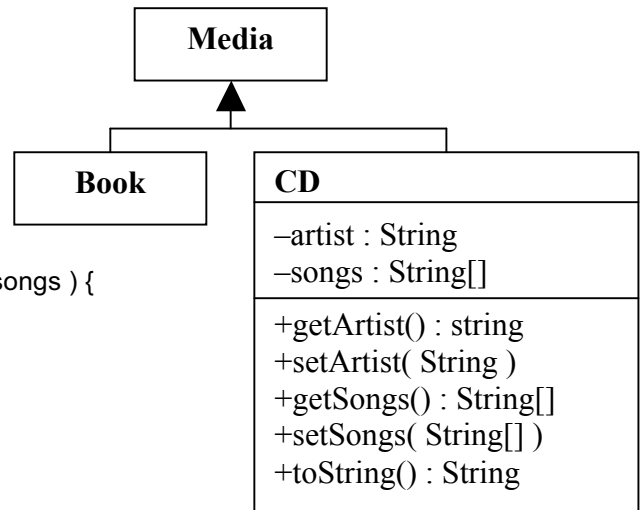 Media
Book
CD
–artist : String
–songs : String[]
songs ) {
+getArtist() : string
+setArtist( String )
+getSongs() : String[]
+setSongs( String[] )
+toString() : String